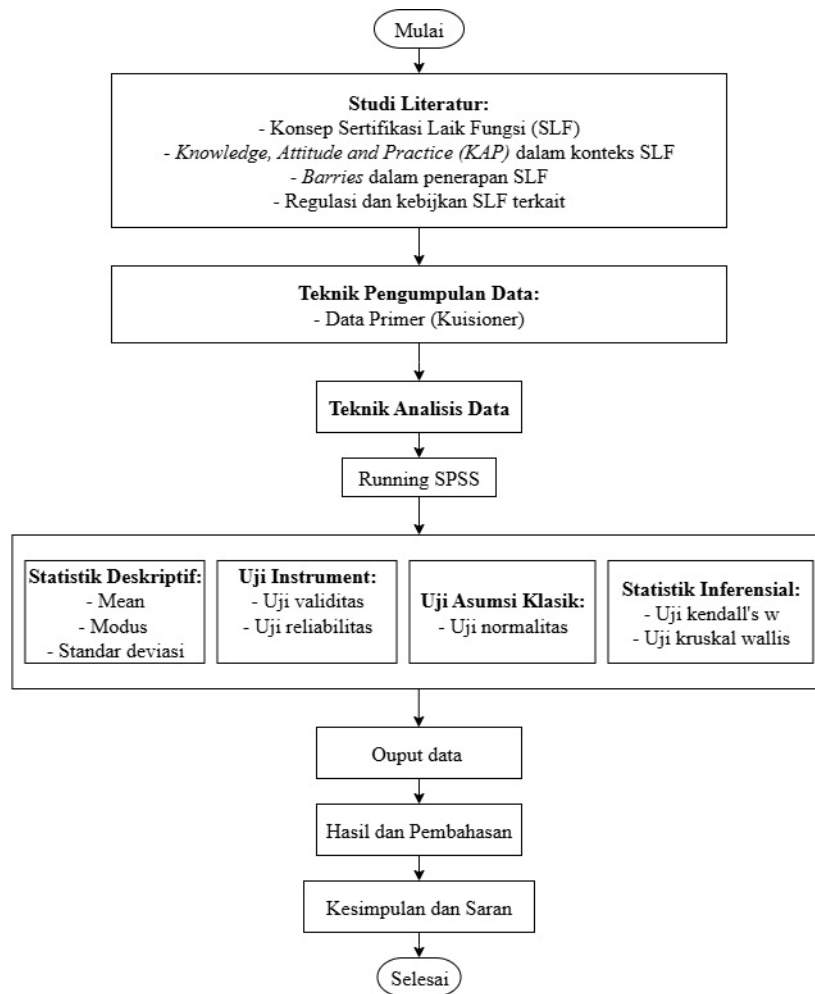 Mulai
Studi Literatur:
- Konsep Sertifikasi Laik Fungsi (SLF)
- Knowledge, Attitude and Practice (KAP) dalam konteks SLF
- Barries dalam penerapan SLF
- Regulasi dan kebijkan SLF terkait
Teknik Pengumpulan Data:
- Data Primer (Kuisioner)
Teknik Analisis Data
Running SPSS
Statistik Deskriptif:
- Mean
- Modus
- Standar deviasi
Uji Instrument:
- Uji validitas
- Uji reliabilitas
Uji Asumsi Klasik:
- Uji normalitas
Statistik Inferensial:
- Uji kendall's w
- Uji kruskal wallis
Ouput data
Hasil dan Pembahasan
Kesimpulan dan Saran
Selesai